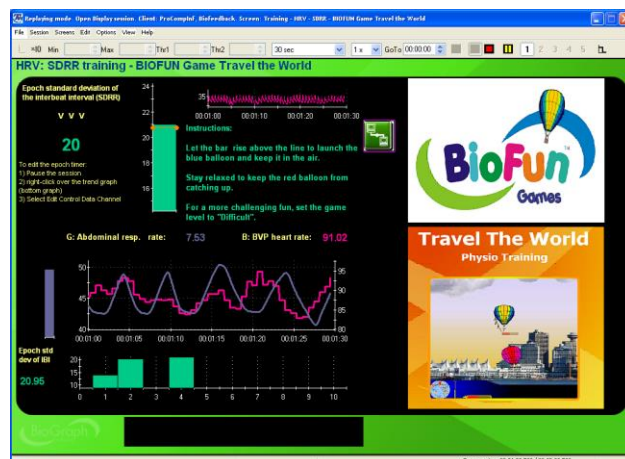 Replaying mode Open Display session. Client: ProCompInf, Biofeedback. Screen: Training - HRV - SDRR - BIOFUN Game Travel the World
File Session Screens Edit Options View Help
x10 Min Max Thr1 Thr2 30 sec 1 x GoTo 00:00:00 1 2 3 4 5
HRV: SDRR training - BIOFUN Game Travel the World
Epoch standard deviation of
the interbeat interval (SDRR)
V V V
20
To edit the epoch timer:
1) Pause the session
2) right-click over the trend graph
(bottom graph)
3) Select Edit Control Data Channel
24
22
20
18
16
35
00:01:00 00:01:10 00:01:20 00:01:30
Instructions:
Let the bar rise above the line to launch the
blue balloon and keep it in the air.
Stay relaxed to keep the red balloon from
catching up.
For a more challenging fun, set the game
level to "Difficult".
BioFun
Games
TM
G: Abdominal resp. rate: 7.53 B: BVP heart rate: 91.02
50
45
40
95
90
85
80
00:01:00 00:01:05 00:01:10 00:01:15 00:01:20 00:01:25 00:01:30
Epoch std
dev of IBI
20.95
20
15
10
0 1 2 3 4 5 6 7 8 9 10
Travel The World
Physio Training
BioGraph